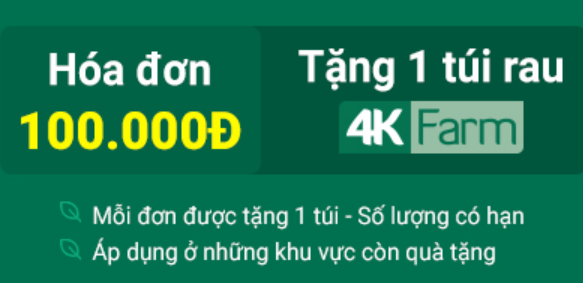 Hóa đơn
100.000Đ
Tặng 1 túi rau
4K Farm
Mỗi đơn được tặng 1 túi - Số lượng có hạn
Áp dụng ở những khu vực còn quà tặng